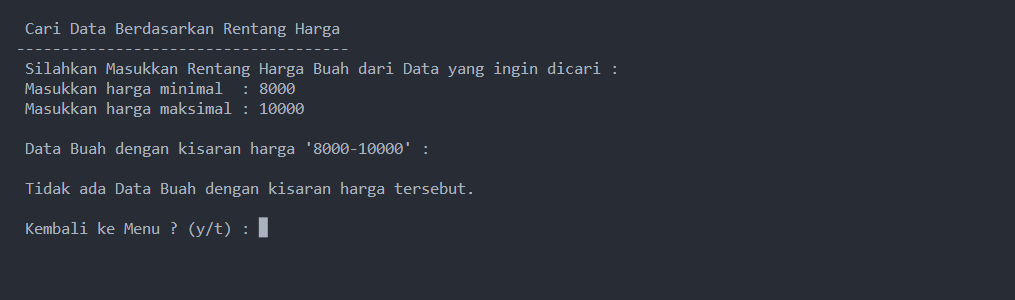 Cari Data Berdasarkan Rentang Harga
-------------------------------------
Silahkan Masukkan Rentang Harga Buah dari Data yang ingin dicari :
Masukkan harga minimal  : 8000
Masukkan harga maksimal : 10000
Data Buah dengan kisaran harga '8000-10000' :
Tidak ada Data Buah dengan kisaran harga tersebut.
Kembali ke Menu ? (y/t) :